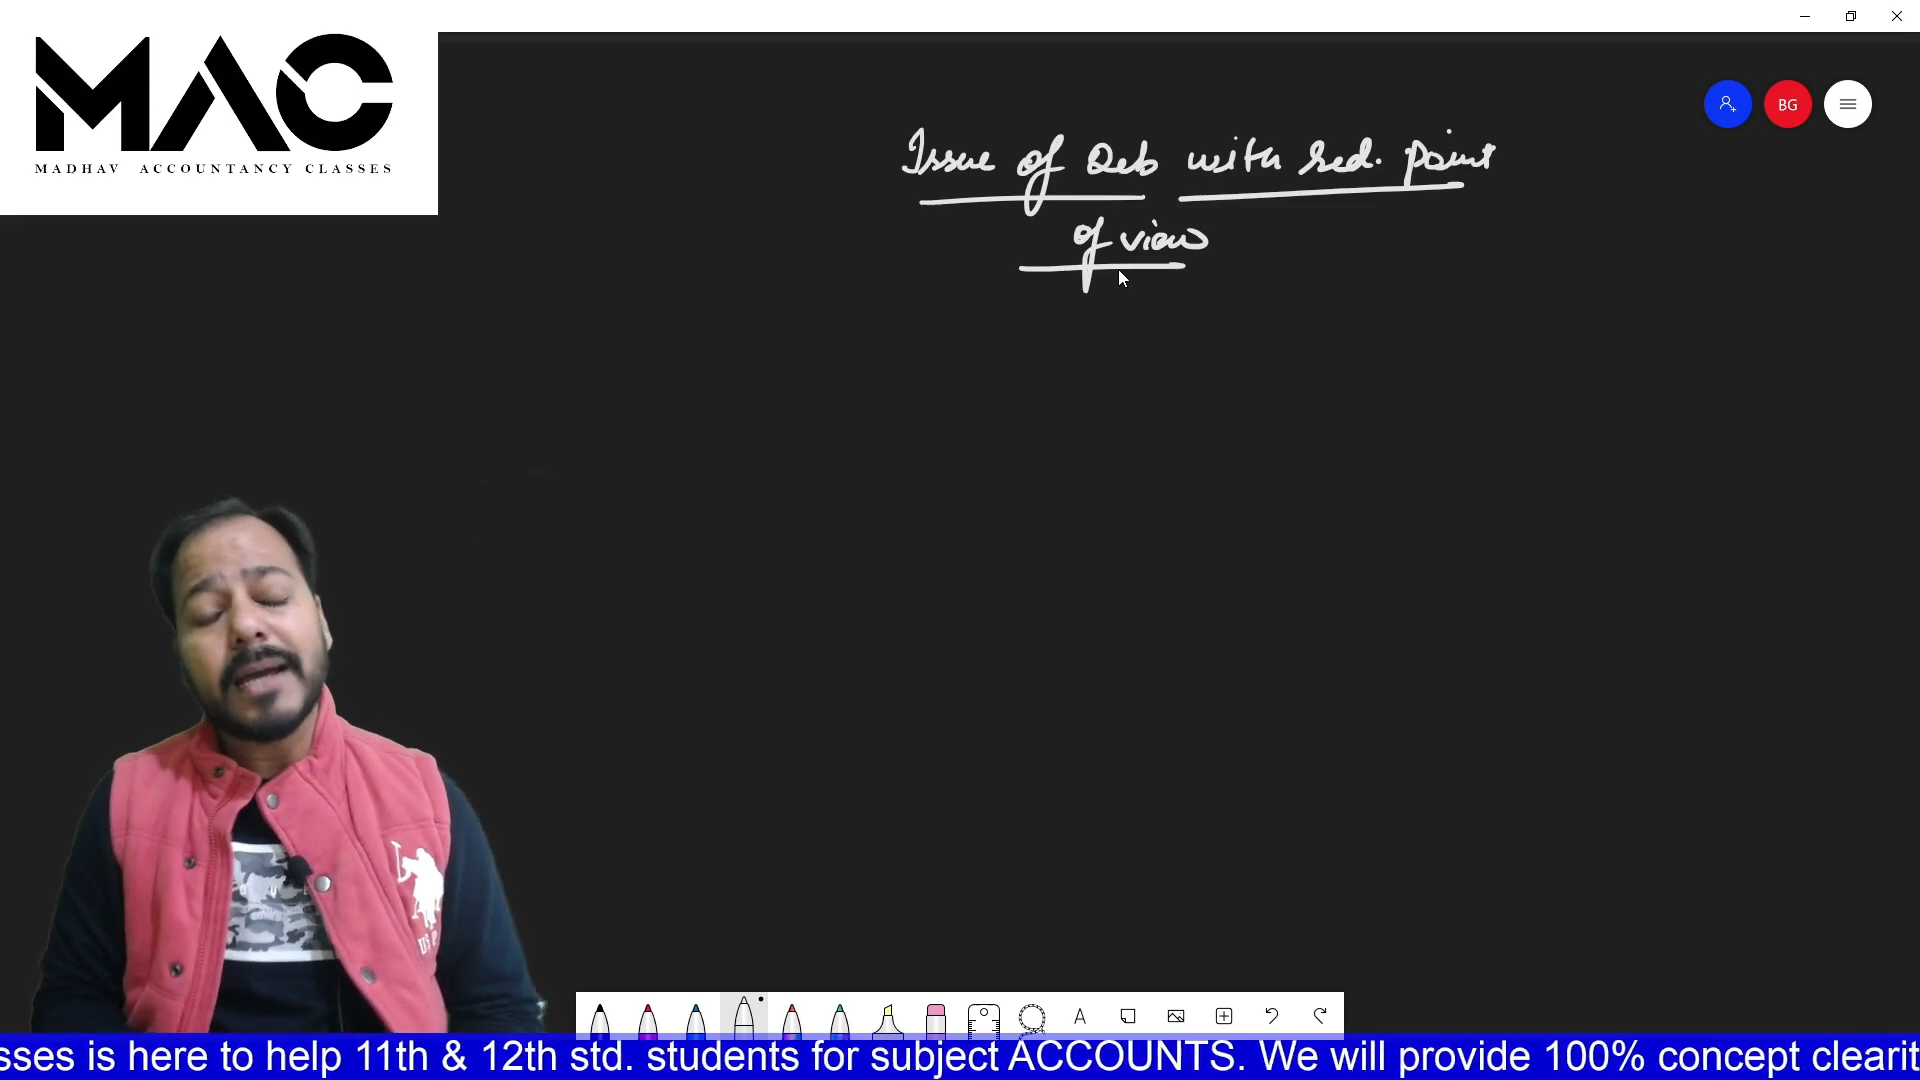 MAC
MADHAV ACCOUNTANCY CLASSES
BG
Issue of Deb with red. point
of view
A
sses is here to help 11th & 12th std. students for subject ACCOUNTS. We will provide 100% concept clearit